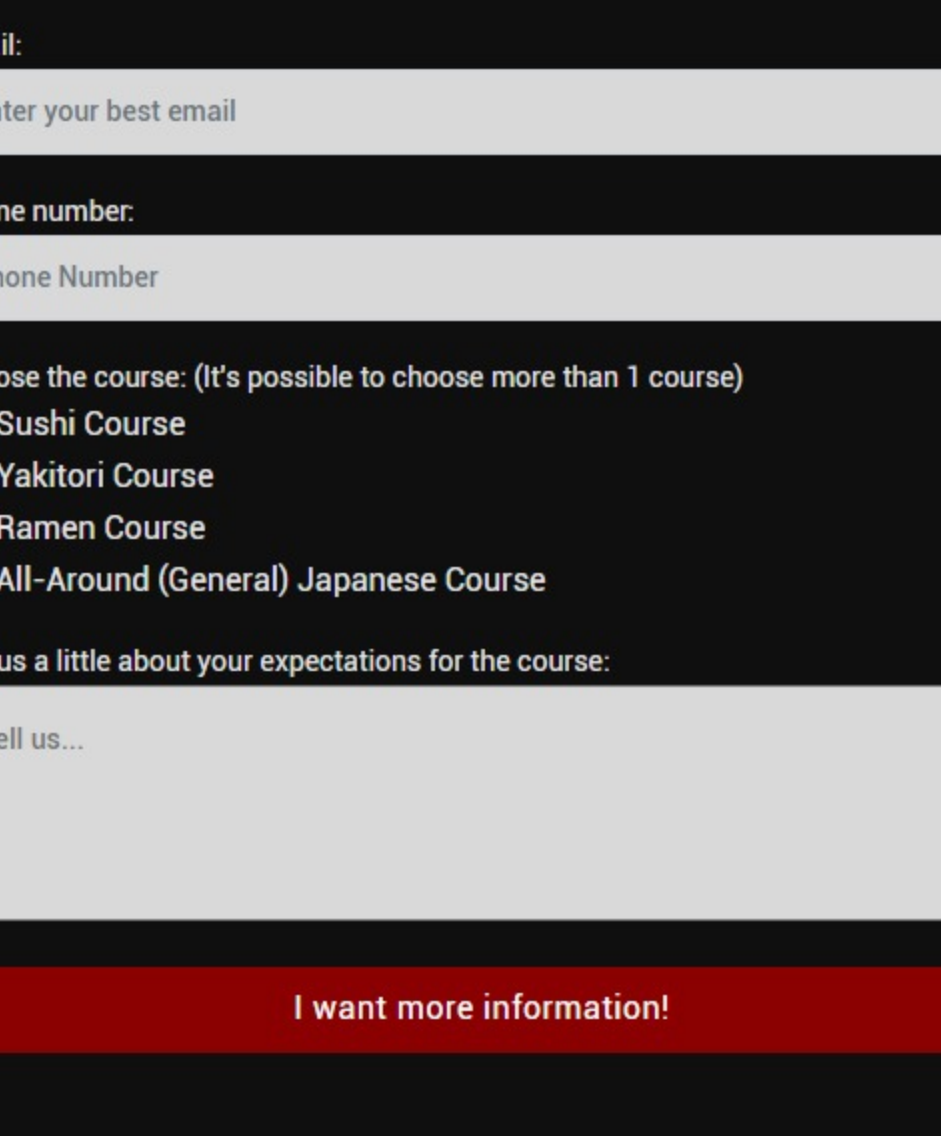 il:
nter your best email
ne number:
hone Number
ose the course: (It's possible to choose more than 1 course)
Sushi Course
Yakitori Course
Ramen Course
All-Around (General) Japanese Course
us a little about your expectations for the course:
ell us...
I want more information!